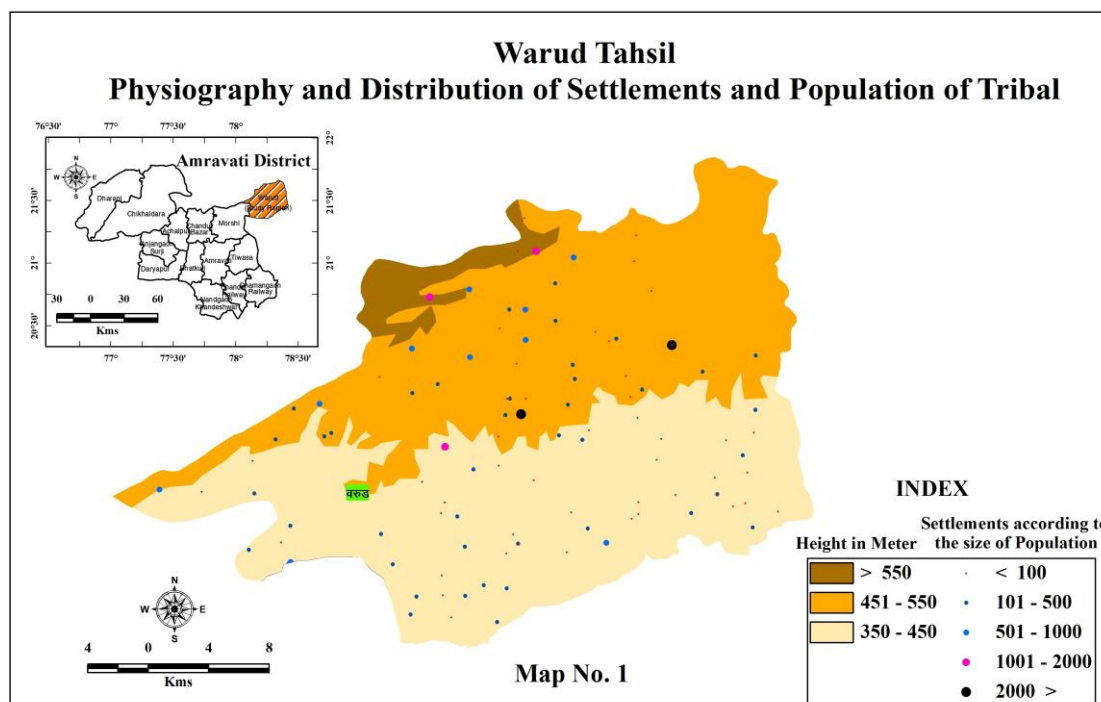 Warud Tahsil
Physiography and Distribution of Settlements and Population of Tribal
76°30' 77° 77°30' 78°
22°
21°30'
21°
20°30'
Amravati District
N
W E
S
Dharani
Chikhaldara
Warud
(Study Region)
Achalpur
Chandur
Bazar
Morshi
Anjangaon
Surji
Daryapur
Bhatkuli
Amravati
Tiwasa
Dhamangaon
Railway
Railway
Nandgaon
Khandeshwar
30 0 30 60
Kms
77° 77°30' 78° 78°30'
वरुड
N
W E
S
4 0 4 8
Kms
Map No. 1
INDEX
Height in Meter
> 550
451 - 550
350 - 450
Settlements according to
the size of Population
< 100
101 - 500
501 - 1000
1001 - 2000
2000 >